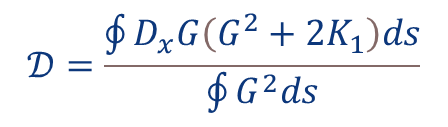 𝒟 = ∮ DₓG(G² + 2K₁)ds / ∮ G²ds